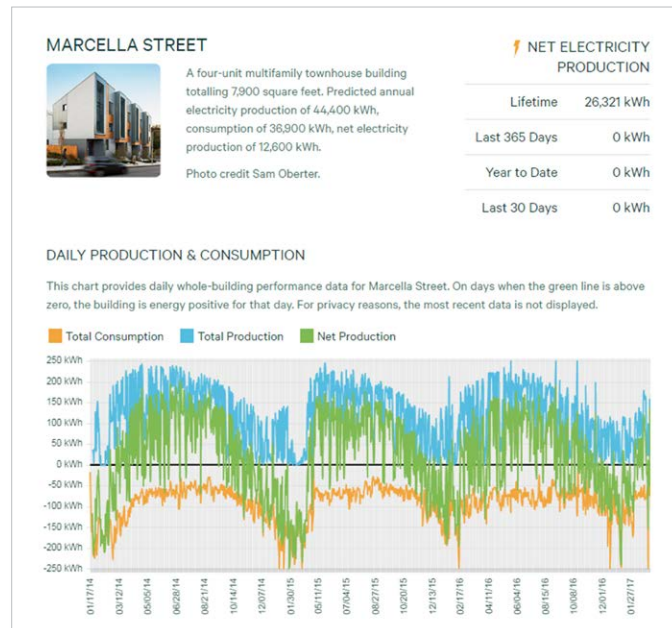 MARCELLA STREET
A four-unit multifamily townhouse building
totalling 7,900 square feet. Predicted annual
electricity production of 44,400 kWh,
consumption of 36,900 kWh, net electricity
production of 12,600 kWh.
Photo credit Sam Oberter.
NET ELECTRICITY
PRODUCTION
Lifetime 26,321 kWh
Last 365 Days 0 kWh
Year to Date 0 kWh
Last 30 Days 0 kWh
DAILY PRODUCTION & CONSUMPTION
This chart provides daily whole-building performance data for Marcella Street. On days when the green line is above
zero, the building is energy positive for that day. For privacy reasons, the most recent data is not displayed.
Total Consumption Total Production Net Production
250 kWh
200 kWh
150 kWh
100 kWh
50 kWh
0 kWh
-50 kWh
-100 kWh
-150 kWh
-200 kWh
-250 kWh
01/17/14
03/12/14
05/05/14
06/28/14
08/21/14
10/14/14
12/07/14
01/30/15
05/11/15
07/04/15
08/27/15
10/20/15
12/13/15
02/17/16
04/11/16
06/04/16
08/15/16
10/08/16
12/01/16
01/27/17